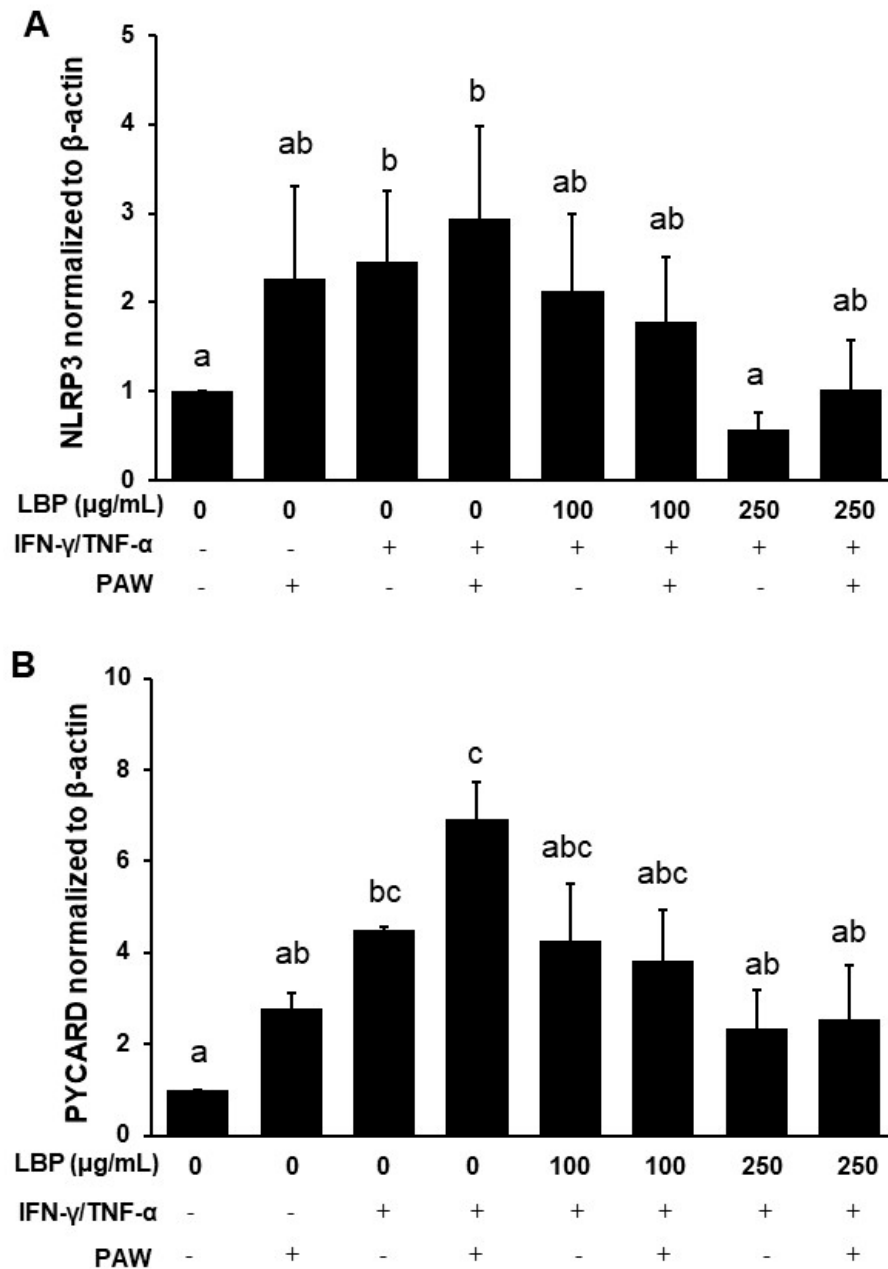 A
NLRP3 normalized to β-actin
5
4
3
2
1
0
a
ab
b
b
ab
ab
a
ab
LBP (µg/mL) 0 0 0 0 100 100 250 250
IFN-γ/TNF-α - - + + + + + +
PAW - + - + - + - +
B
PYCARD normalized to β-actin
10
8
6
4
2
0
a
ab
bc
c
abc
abc
ab
ab
LBP (µg/mL) 0 0 0 0 100 100 250 250
IFN-γ/TNF-α - - + + + + + +
PAW - + - + - + - +